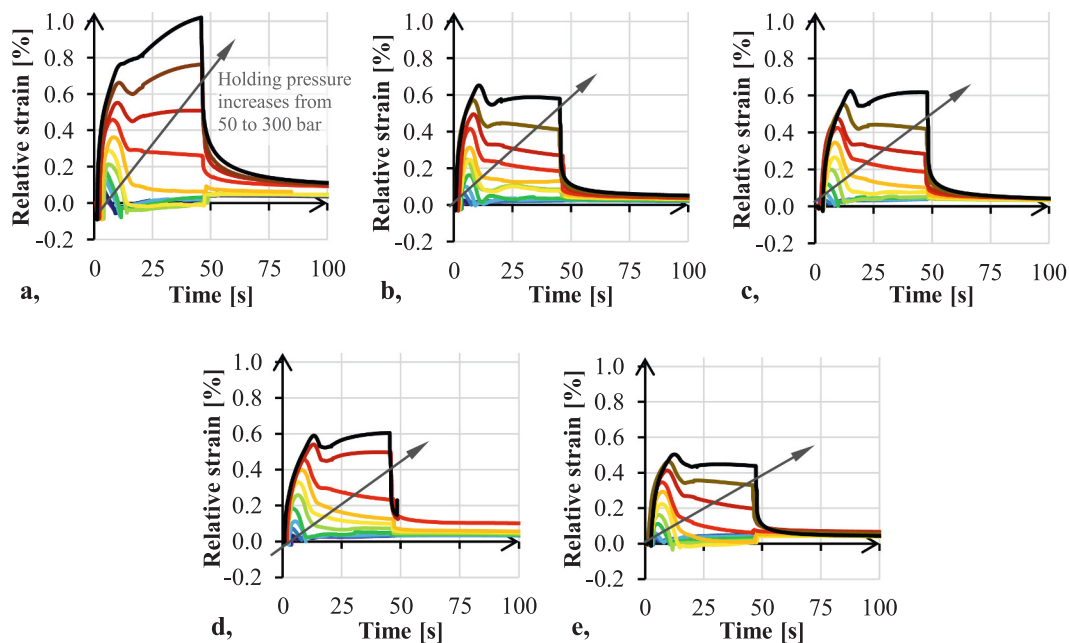 Relative strain [%]
1.0
0.8
0.6
0.4
0.2
0.0
-0.2
Holding pressure
increases from
50 to 300 bar
0 25 50 75 100
Time [s]
a,
Relative strain [%]
1.0
0.8
0.6
0.4
0.2
0.0
-0.2
0 25 50 75 100
Time [s]
b,
Relative strain [%]
1.0
0.8
0.6
0.4
0.2
0.0
-0.2
0 25 50 75 100
Time [s]
c,
Relative strain [%]
1.0
0.8
0.6
0.4
0.2
0.0
-0.2
0 25 50 75 100
Time [s]
d,
Relative strain [%]
1.0
0.8
0.6
0.4
0.2
0.0
-0.2
0 25 50 75 100
Time [s]
e,